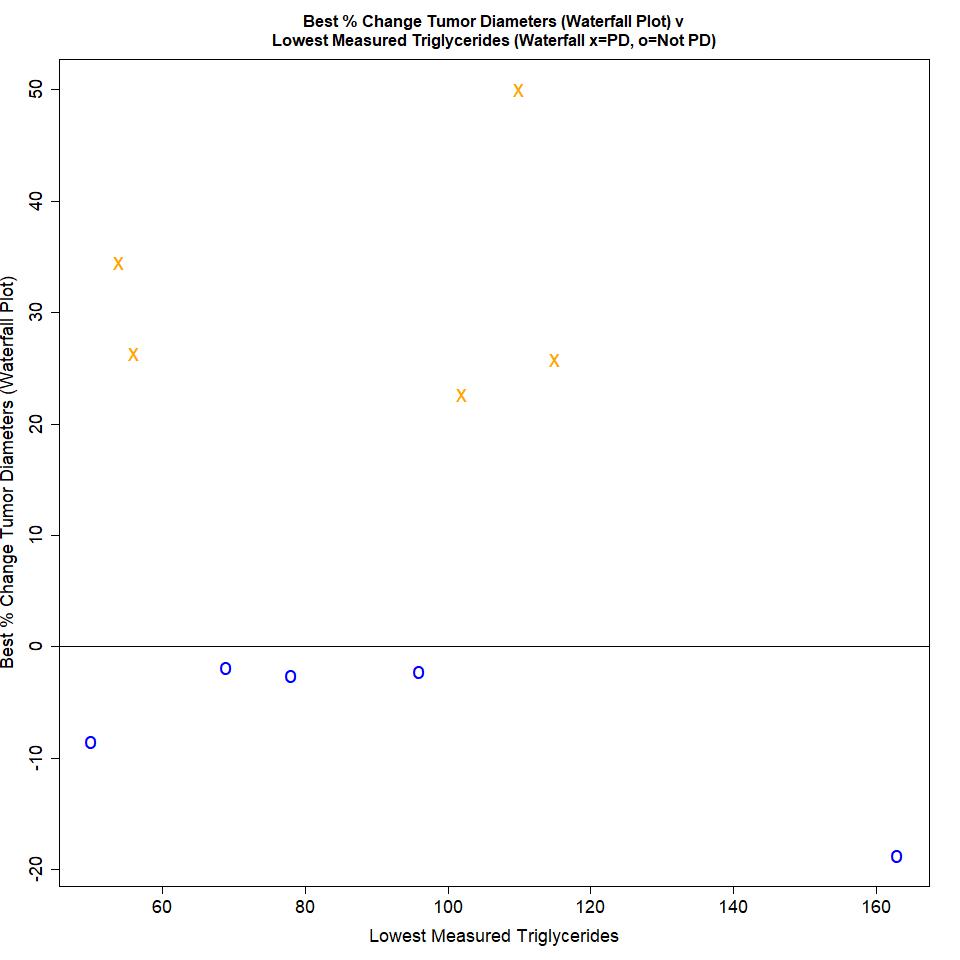 Best % Change Tumor Diameters (Waterfall Plot) v
Lowest Measured Triglycerides (Waterfall x=PD, o=Not PD)
Best % Change Tumor Diameters (Waterfall Plot)
50
40
30
20
10
0
-10
-20
X
X
X
X
X
O
O
O
O
O
60 80 100 120 140 160
Lowest Measured Triglycerides